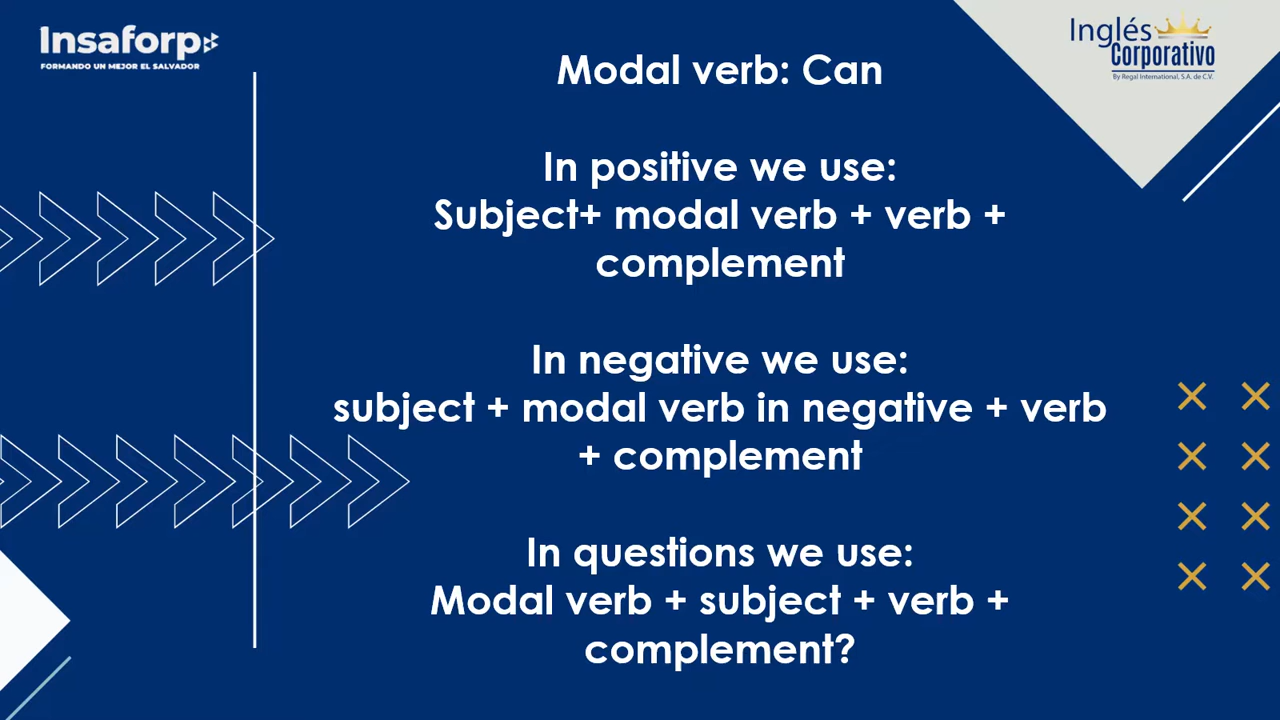 Insaforp
FORMANDO UN MEJOR EL SALVADOR
Inglés
Corporativo
By Regal International, S.A. de C.V.
Modal verb: Can
In positive we use:
Subject+ modal verb + verb +
complement
In negative we use:
subject + modal verb in negative + verb
+ complement
In questions we use:
Modal verb + subject + verb +
complement?